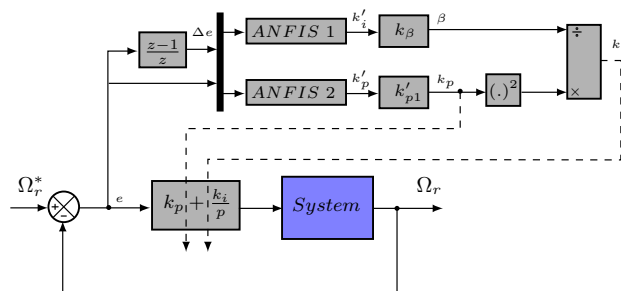 Δe
z−1
z
ANFIS 1
k′i
kβ
β
÷
k
ANFIS 2
k′p
k′p1
kp
(.)²
×
Ω*r
+
−
e
kp + ki/p
System
Ωr